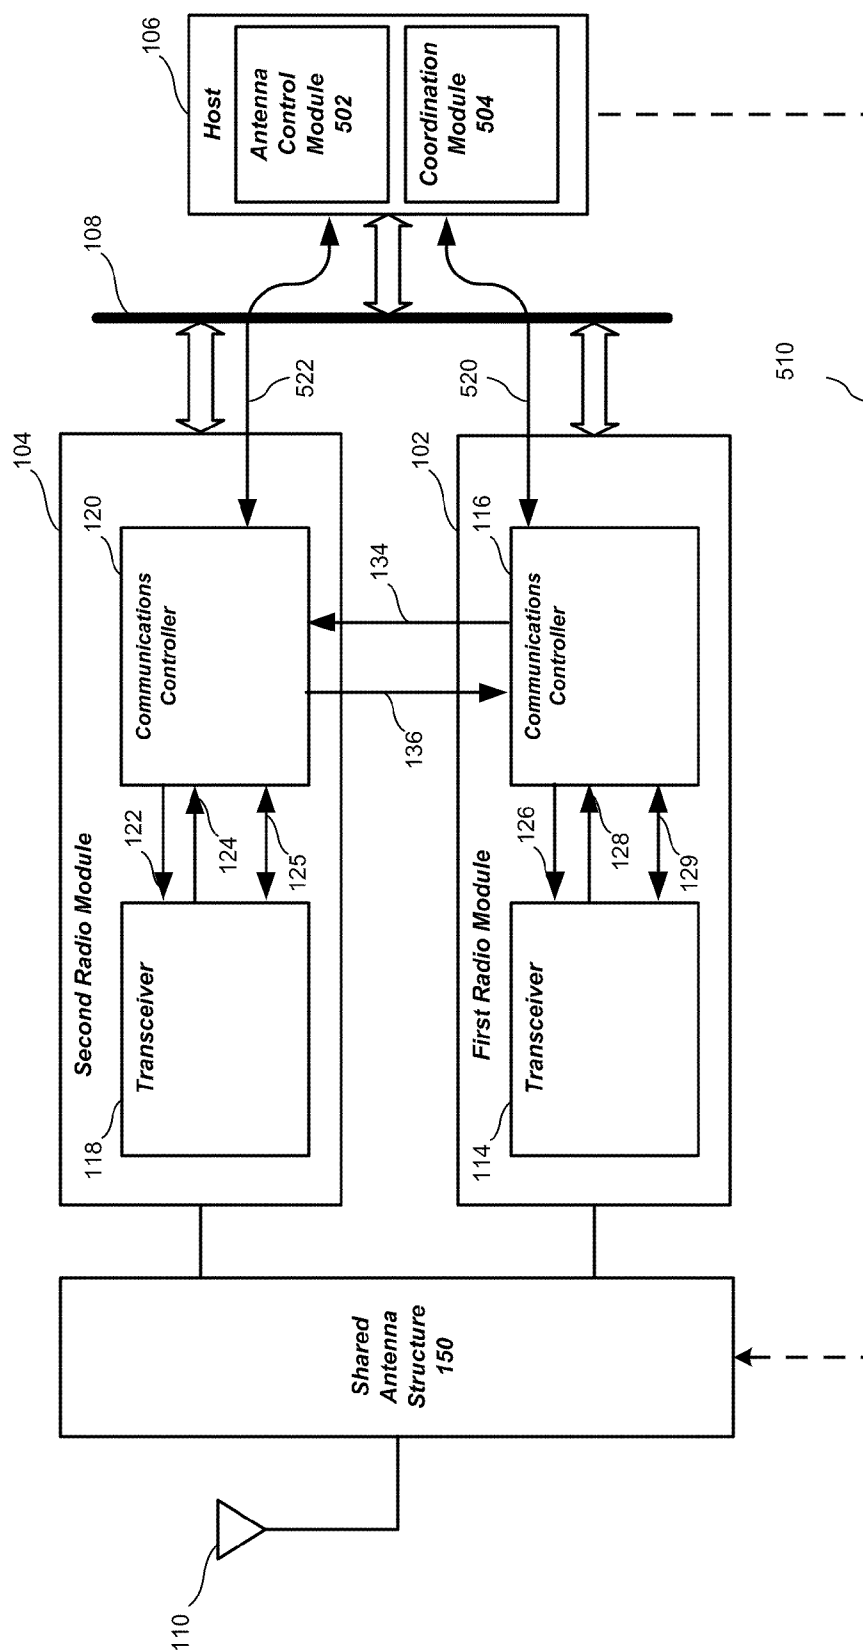 110
Shared
Antenna
Structure
150
Second Radio Module
104
118
Transceiver
122
124
125
120
Communications
Controller
522
134
136
First Radio Module
102
114
Transceiver
126
128
129
116
Communications
Controller
520
108
106
Host
Antenna
Control
Module
502
Coordination
Module
504
510